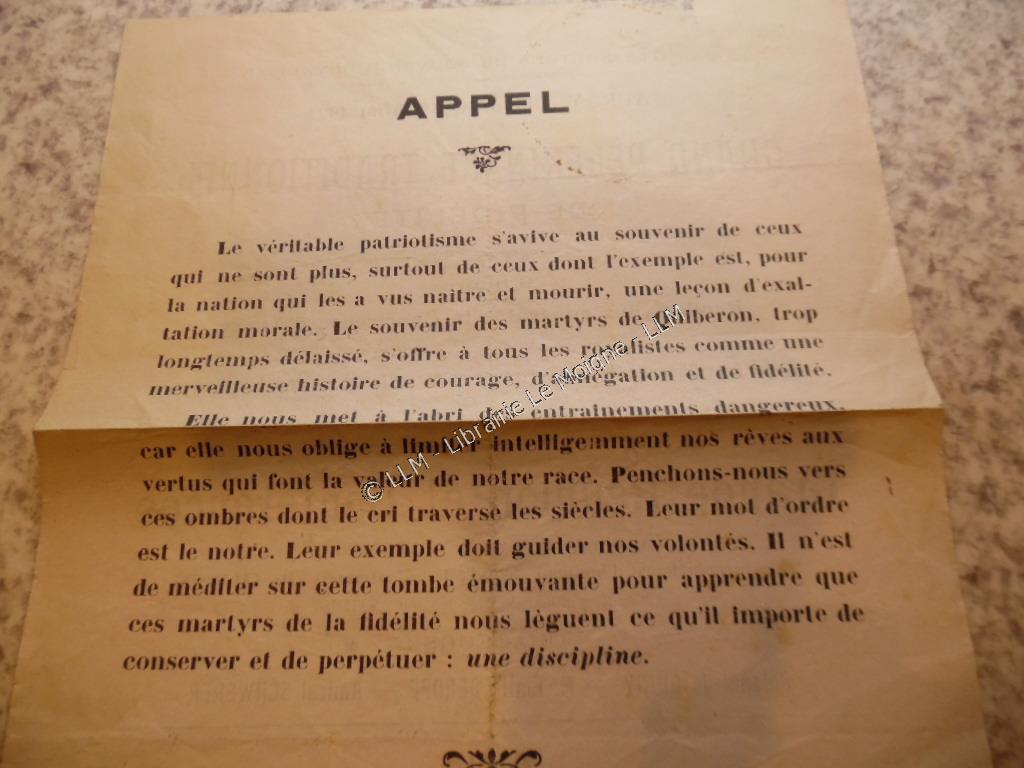 APPEL
Le véritable patriotisme s'avive au souvenir de ceux
qui ne sont plus, surtout de ceux dont l'exemple est, pour
la nation qui les a vus naître et mourir, une leçon d'exal-
tation morale. Le souvenir des martyrs de Quiberon, trop
longtemps délaissé, s'offre à tous les royalistes comme une
merveilleuse histoire de courage, d'abnégation et de fidélité.
Elle nous met à l'abri des entrainements dangereux,
car elle nous oblige à limiter intelligemment nos rêves aux
vertus qui font la valeur de notre race. Penchons-nous vers
ces ombres dont le cri traverse les siècles. Leur mot d'ordre
est le notre. Leur exemple doit guider nos volontés. Il n'est
de méditer sur cette tombe émouvante pour apprendre que
ces martyrs de la fidélité nous lèguent ce qu'il importe de
conserver et de perpétuer : une discipline.
© LLM - Librairie Le Moigne - LLM